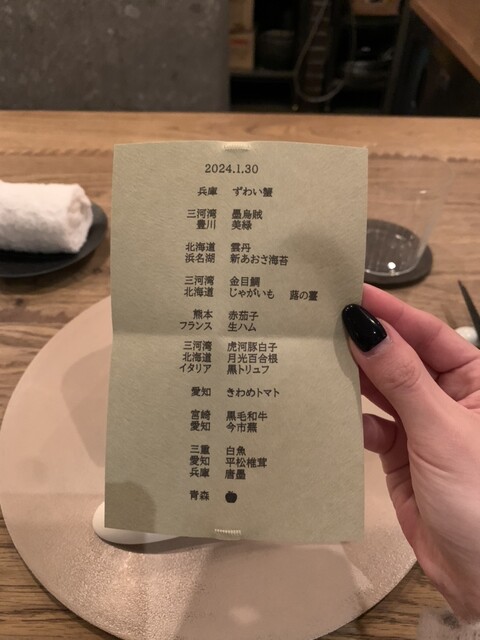 2024.1.30
兵庫 ずわい蟹
三河湾 墨烏賊
豊川 美緑
北海道 雲丹
浜名湖 新あおさ海苔
三河湾 金目鯛
北海道 じゃがいも 蕗の薹
熊本 赤茄子
フランス 生ハム
三河湾 虎河豚白子
北海道 月光百合根
イタリア 黒トリュフ
愛知 きわめトマト
宮崎 黒毛和牛
愛知 今市蕪
三重 白魚
愛知 平松椎茸
兵庫 唐墨
青森